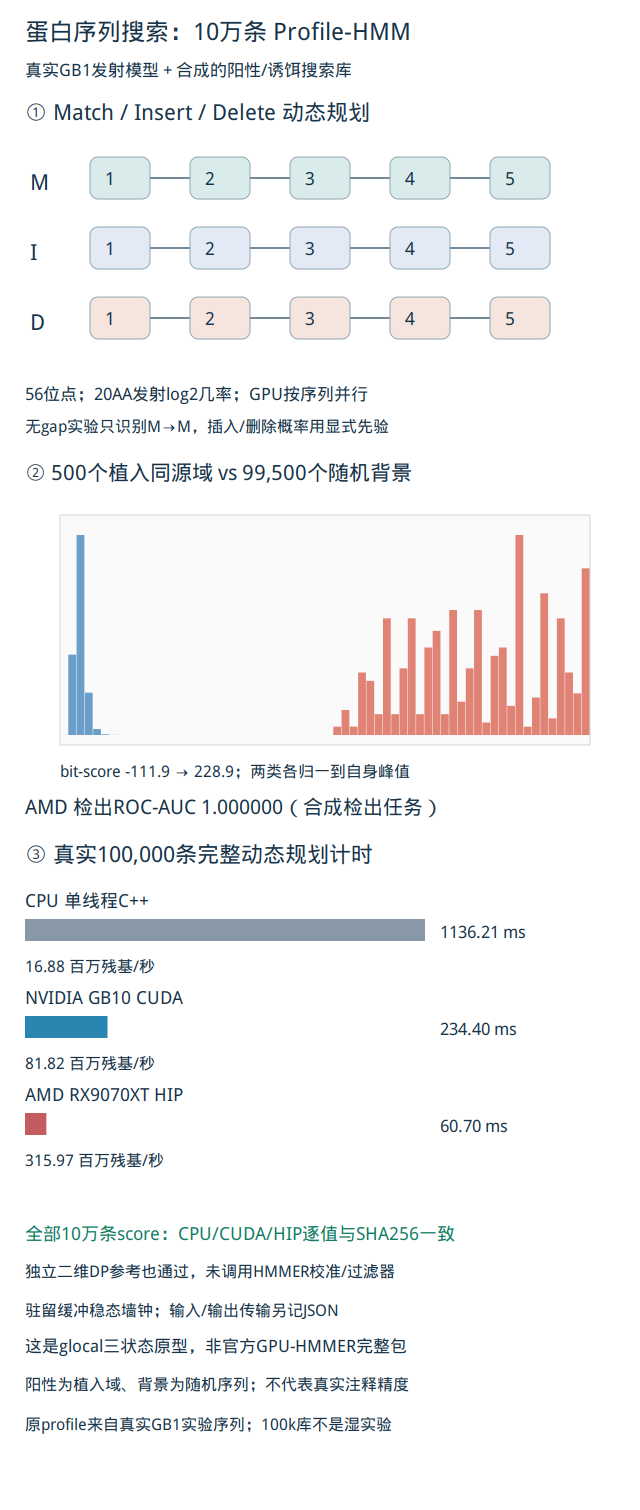 蛋白序列搜索：10万条 Profile-HMM
真实GB1发射模型 + 合成的阳性/诱饵搜索库
① Match / Insert / Delete 动态规划
M 1 2 3 4 5
I 1 2 3 4 5
D 1 2 3 4 5
56位点；20AA发射log2几率；GPU按序列并行
无gap实验只识别M→M，插入/删除概率用显式先验
② 500个植入同源域 vs 99,500个随机背景
bit-score -111.9 → 228.9；两类各归一到自身峰值
AMD 检出ROC-AUC 1.000000（合成检出任务）
③ 真实100,000条完整动态规划计时
CPU 单线程C++
1136.21 ms
16.88 百万残基/秒
NVIDIA GB10 CUDA
234.40 ms
81.82 百万残基/秒
AMD RX9070XT HIP
60.70 ms
315.97 百万残基/秒
全部10万条score：CPU/CUDA/HIP逐值与SHA256一致
独立二维DP参考也通过，未调用HMMER校准/过滤器
驻留缓冲稳态墙钟；输入/输出传输另记JSON
这是glocal三状态原型，非官方GPU-HMMER完整包
阳性为植入域、背景为随机序列；不代表真实注释精度
原profile来自真实GB1实验序列；100k库不是湿实验